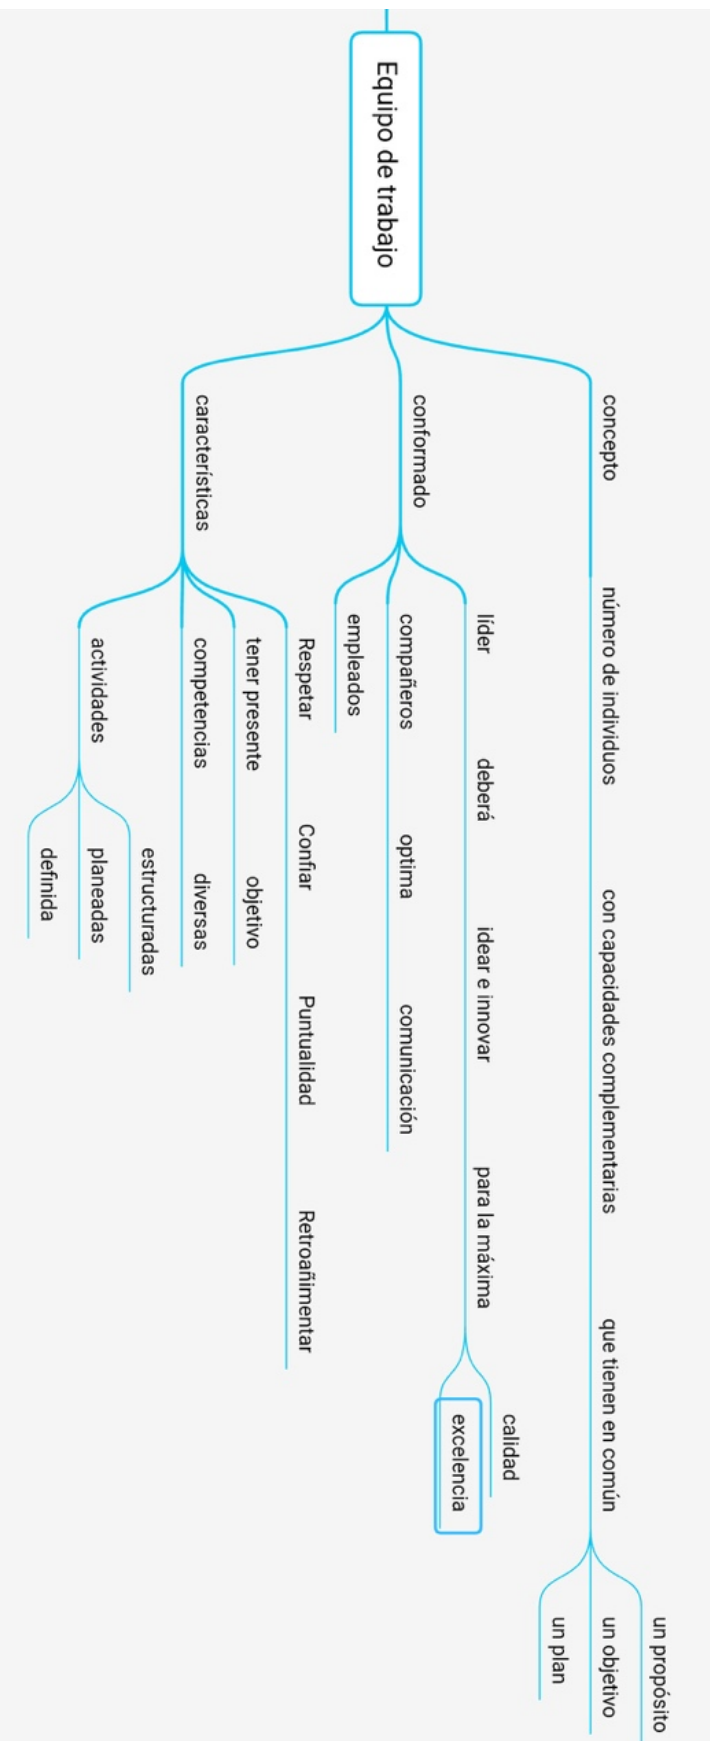 Equipo de trabajo
concepto
número de individuos
con capacidades complementarias
que tienen en común
un propósito
un objetivo
un plan
conformado
líder
deberá
idear e innovar
para la máxima
calidad
excelencia
compañeros
optima
comunicación
empleados
características
Respetar
Confiar
Puntualidad
Retroañimentar
tener presente
objetivo
competencias
diversas
actividades
estructuradas
planeadas
definida